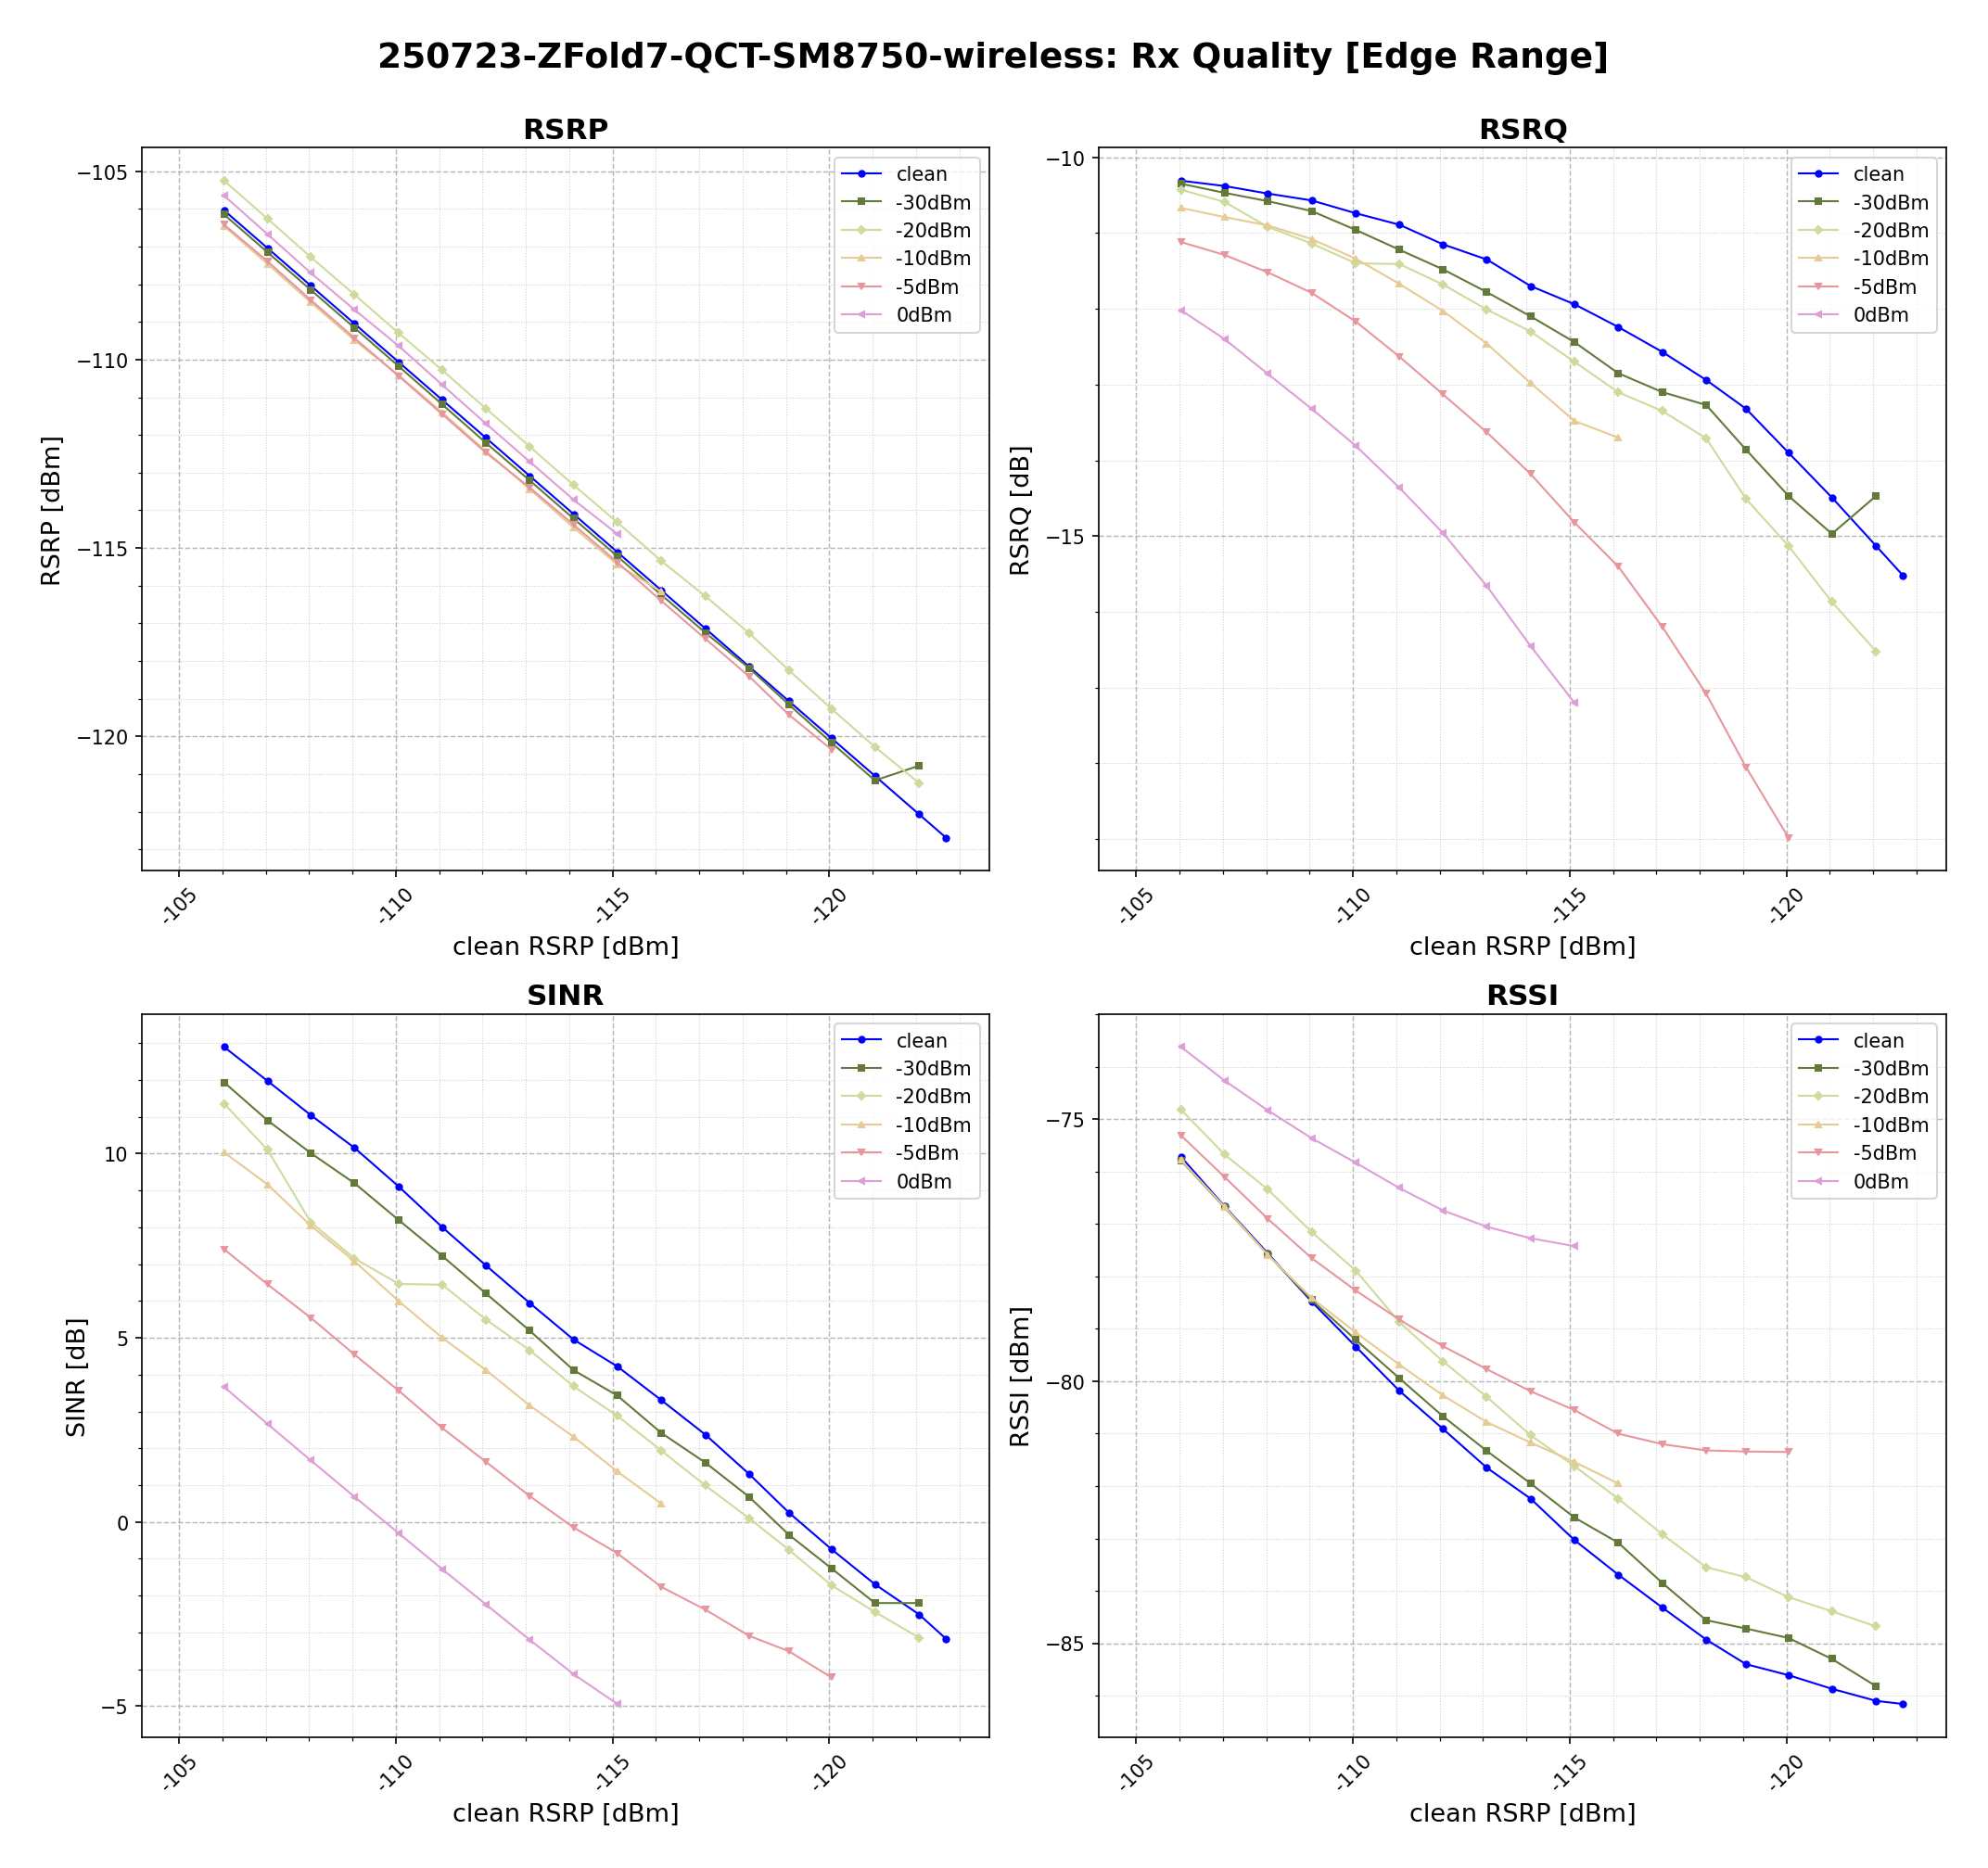 250723-ZFold7-QCT-SM8750-wireless: Rx Quality [Edge Range]
RSRP
−105
−110
−115
−120
RSRP [dBm]
-105
-110
-115
-120
clean RSRP [dBm]
clean
-30dBm
-20dBm
-10dBm
-5dBm
0dBm
RSRQ
−10
−15
RSRQ [dB]
-105
-110
-115
-120
clean RSRP [dBm]
clean
-30dBm
-20dBm
-10dBm
-5dBm
0dBm
SINR
10
5
0
−5
SINR [dB]
-105
-110
-115
-120
clean RSRP [dBm]
clean
-30dBm
-20dBm
-10dBm
-5dBm
0dBm
RSSI
−75
−80
−85
RSSI [dBm]
-105
-110
-115
-120
clean RSRP [dBm]
clean
-30dBm
-20dBm
-10dBm
-5dBm
0dBm